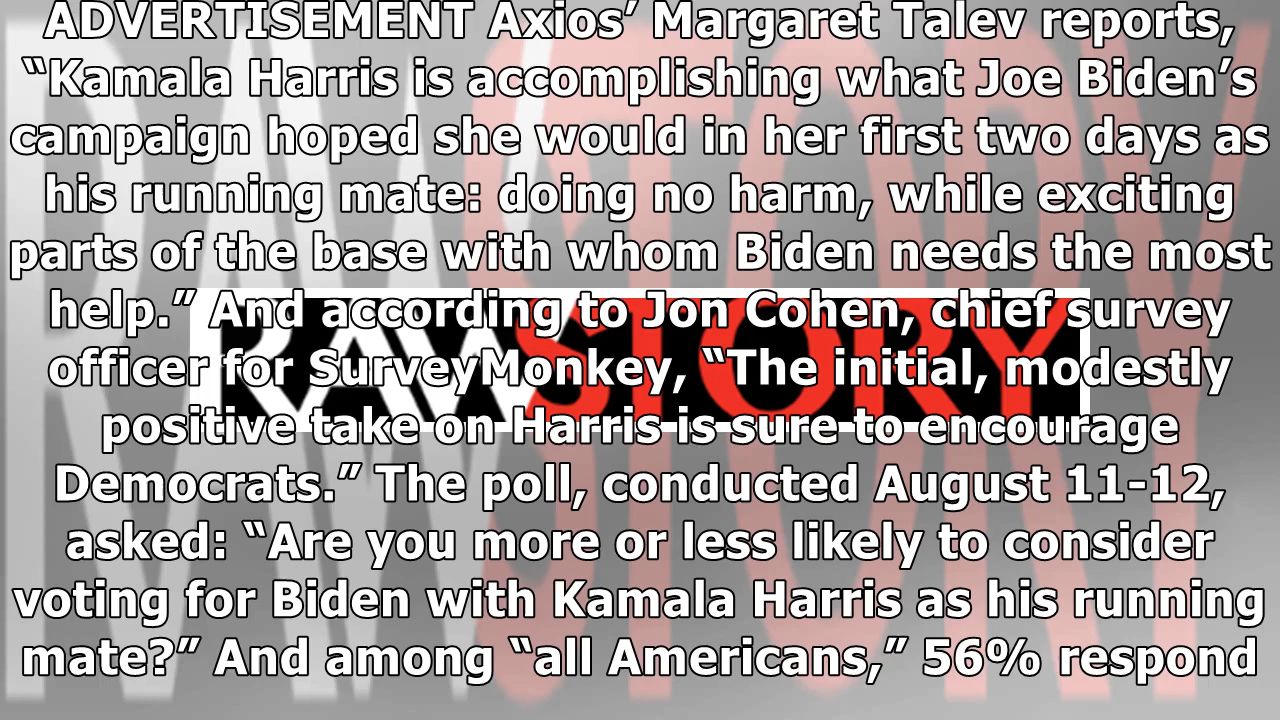 ADVERTISEMENT Axios’ Margaret Talev reports,
“Kamala Harris is accomplishing what Joe Biden’s
campaign hoped she would in her first two days as
his running mate: doing no harm, while exciting
parts of the base with whom Biden needs the most
help.” And according to Jon Cohen, chief survey
officer for SurveyMonkey, “The initial, modestly
positive take on Harris is sure to encourage
Democrats.” The poll, conducted August 11-12,
asked: “Are you more or less likely to consider
voting for Biden with Kamala Harris as his running
mate?” And among “all Americans,” 56% respond
RAWSTORY